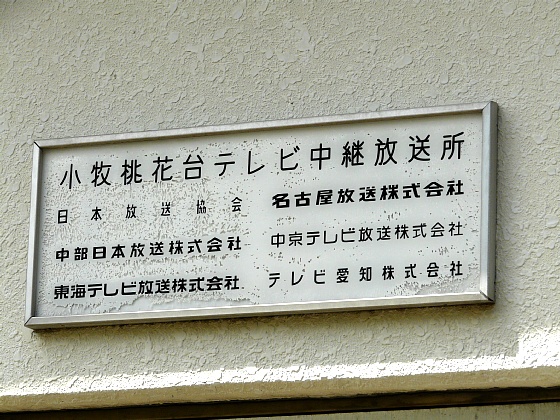 小牧桃花台テレビ中継放送所
日本放送協会
名古屋放送株式会社
中部日本放送株式会社
中京テレビ放送株式会社
東海テレビ放送株式会社
テレビ愛知株式会社